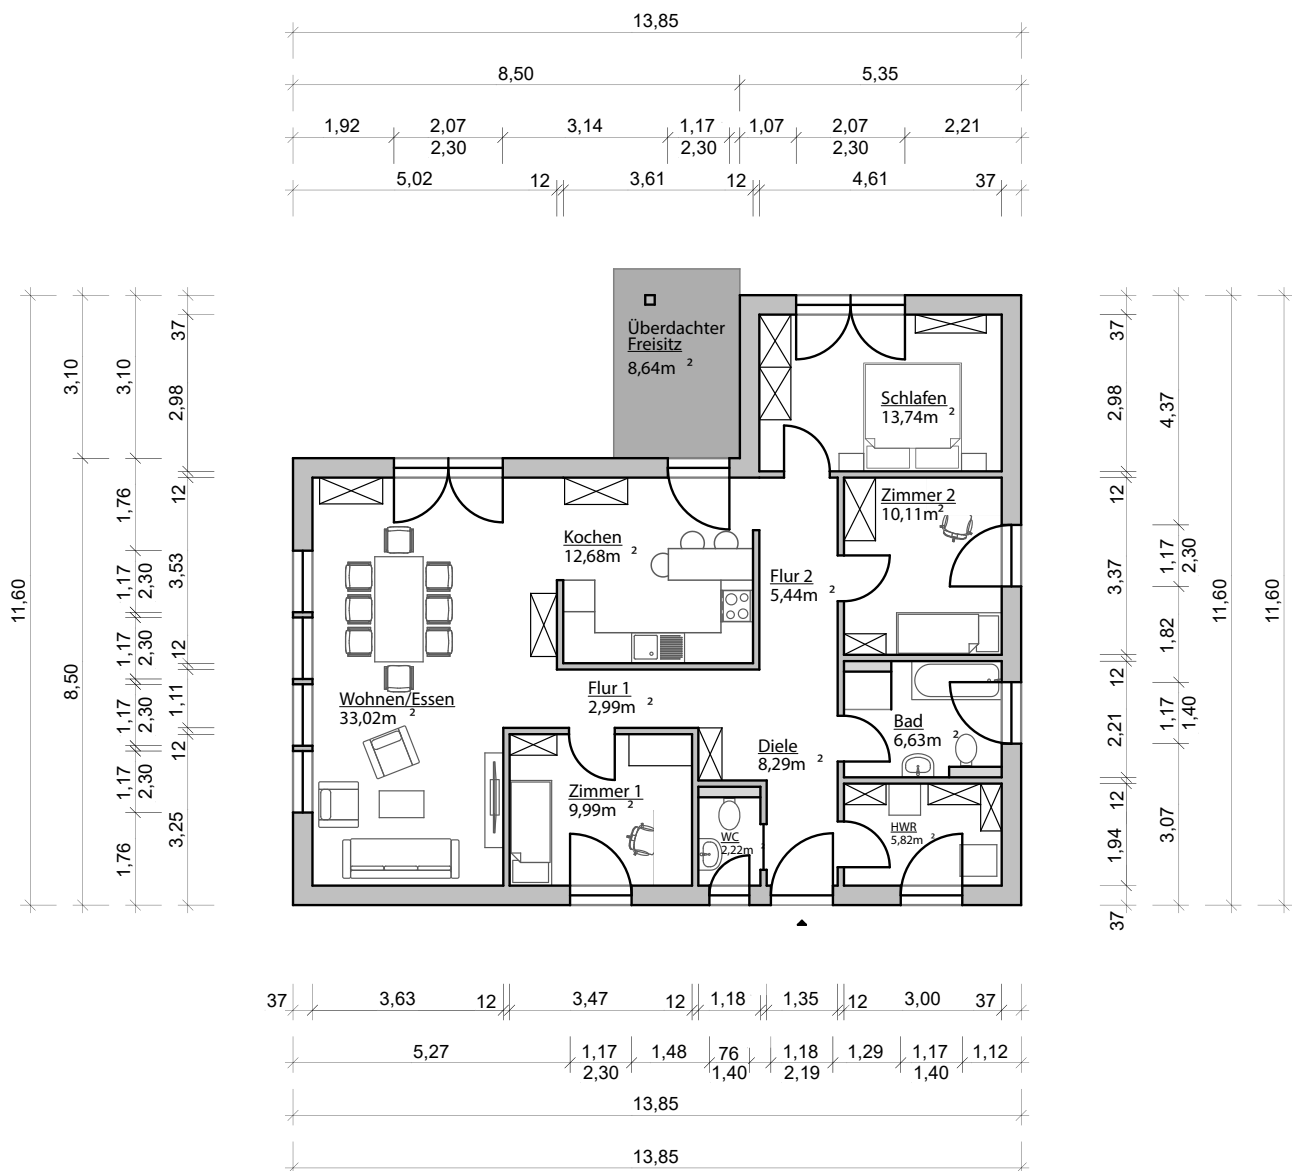 13,85
8,50 5,35
1,92 2,07 3,14 1,17 1,07 2,07 2,21
2,30 2,30 2,30
5,02 12 3,61 12 4,61 37
11,60
3,10
8,50
3,10
1,76
1,17
2,30
1,17
2,30
1,17
2,30
1,17
2,30
1,76
37
2,98
12
3,53
12
1,11
12
3,25
Überdachter
Freisitz
8,64m ²
Schlafen
13,74m ²
Zimmer 2
10,11m²
Kochen
12,68m ²
Flur 2
5,44m ²
Wohnen/Essen
33,02m ²
Flur 1
2,99m ²
Bad
6,63m ²
Diele
8,29m ²
Zimmer 1
9,99m ²
WC
2,22m ²
HWR
5,82m ²
37
2,98
12
3,37
12
2,21
12
1,94
37
4,37
1,17
2,30
1,82
1,17
1,40
3,07
11,60
11,60
37 3,63 12 3,47 12 1,18 1,35 12 3,00 37
5,27 1,17 1,48 76 1,18 1,29 1,17 1,12
2,30 1,40 2,19 1,40
13,85
13,85